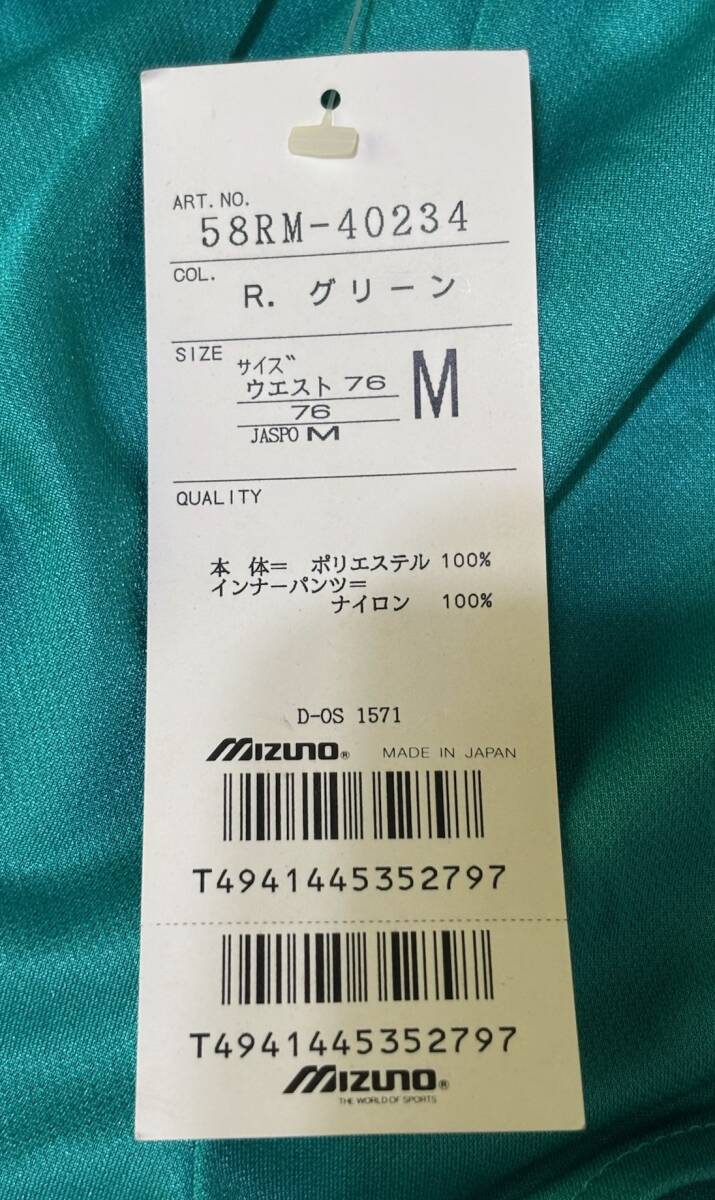 ART.NO.
58RM-40234
COL.
R. グリーン
SIZE
サイズ
ウエスト 76
76
JASPO M
M
QUALITY
本 体= ポリエステル 100%
インナーパンツ=
ナイロン 100%
D-OS 1571
MIZUNO® MADE IN JAPAN
T4941445352797
T4941445352797
MIZUNO®
THE WORLD OF SPORTS